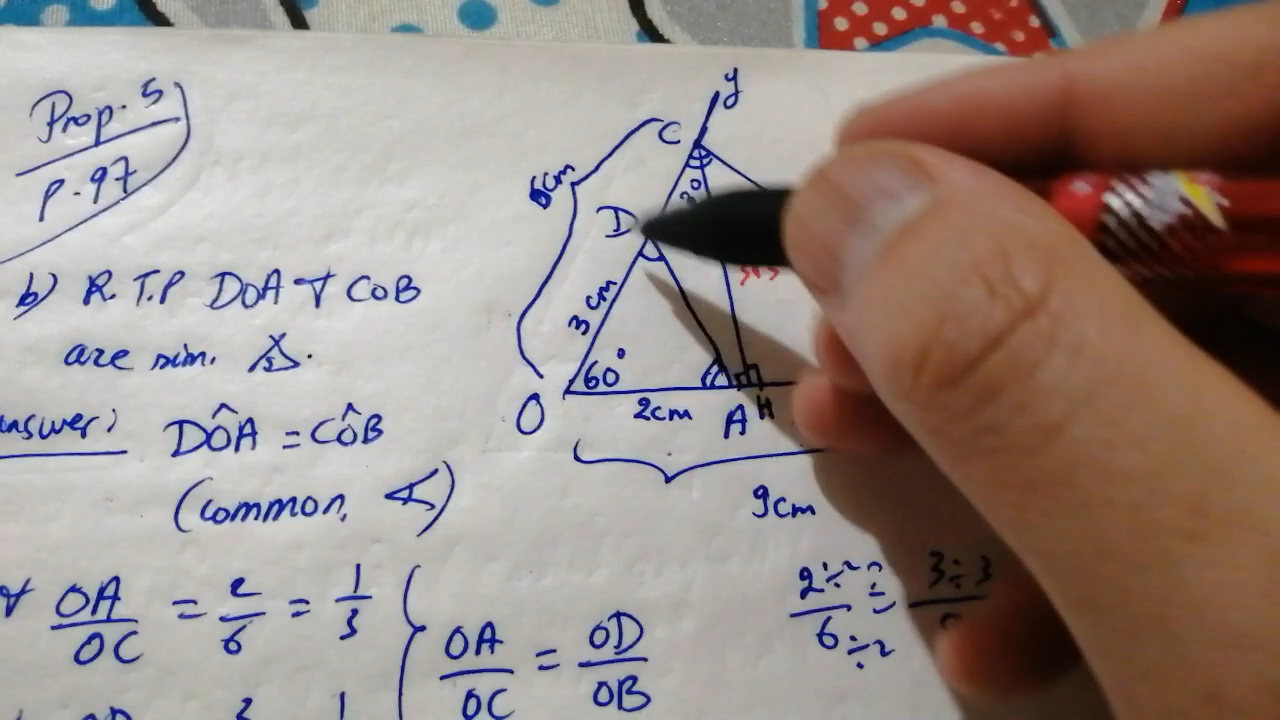 Prop. 5
p. 97
b) R.T.P DOA & COB
are sim. Δs.
Answer:
DÔA = CÔB
(common, ∢)
& OA/OC = 2/6 = 1/3
OA/OC = OD/OB
y
C
6cm
30
D
3cm
60°
O
2cm
A
H
9cm
2÷2/6÷2 = 3÷3